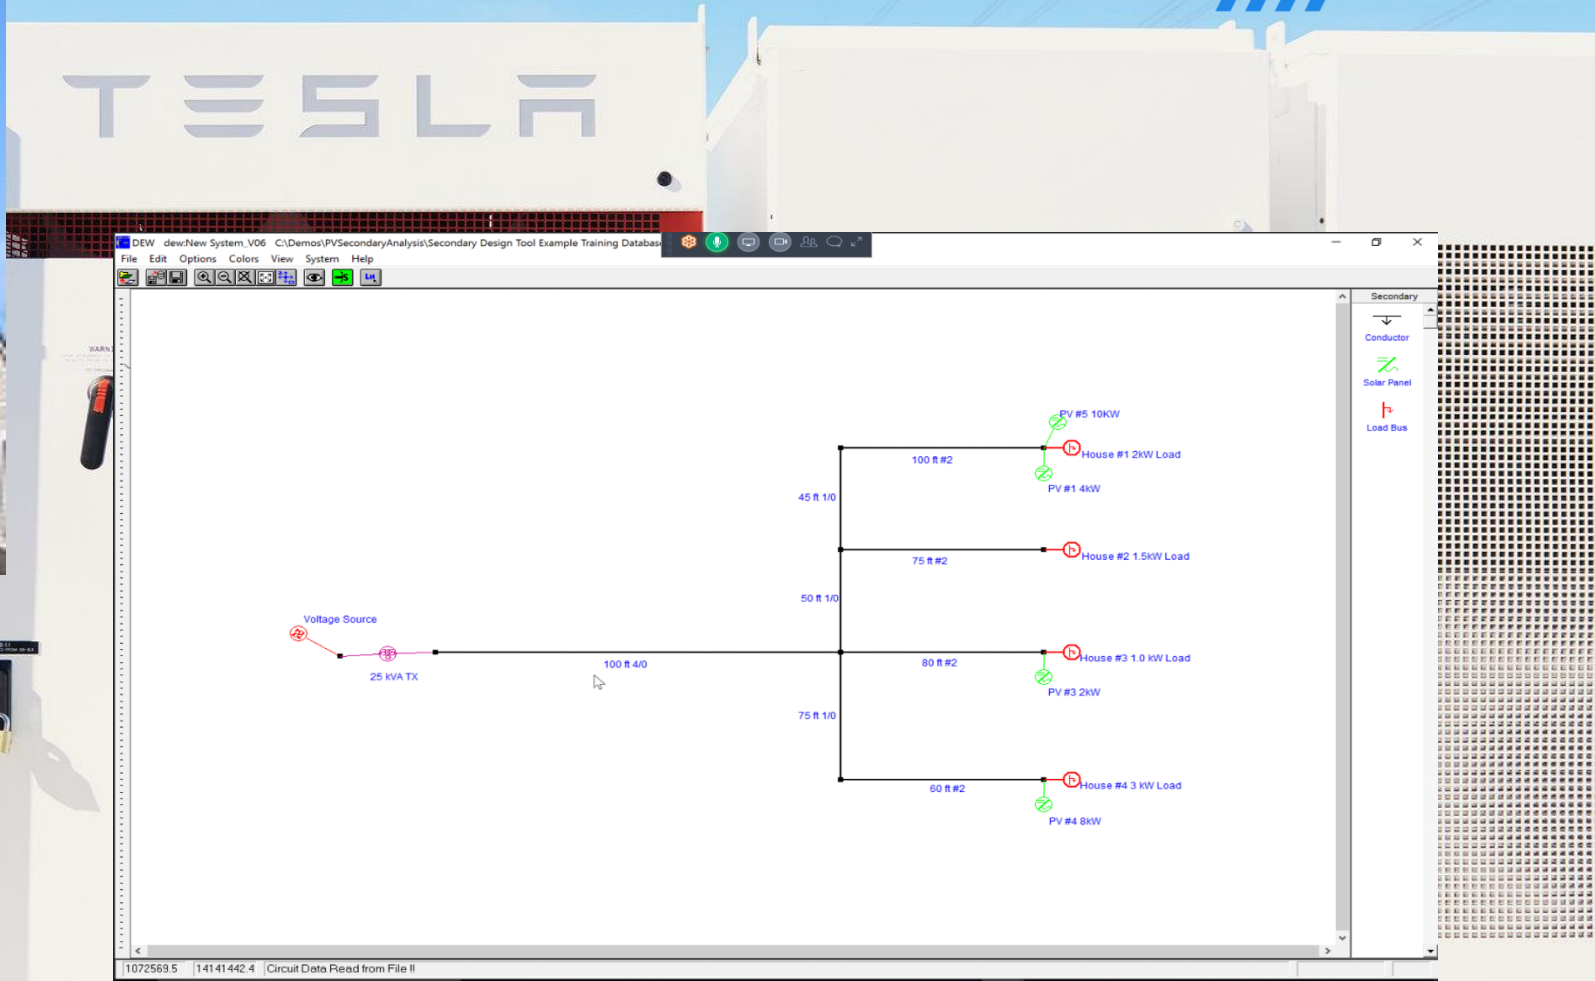 TESLA
DEW dew:New System_V06 C:\Demos\PVSecondaryAnalysis\Secondary Design Tool Example Training Databas
File Edit Options Colors View System Help
Secondary
Conductor
Solar Panel
Load Bus
PV #5 10KW
100 ft #2
House #1 2kW Load
PV #1 4kW
45 ft 1/0
75 ft #2
House #2 1.5kW Load
50 ft 1/0
Voltage Source
25 kVA TX
100 ft 4/0
80 ft #2
House #3 1.0 kW Load
PV #3 2kW
75 ft 1/0
60 ft #2
House #4 3 kW Load
PV #4 8kW
1072569.5 14141442.4 Circuit Data Read from File !!
WARN